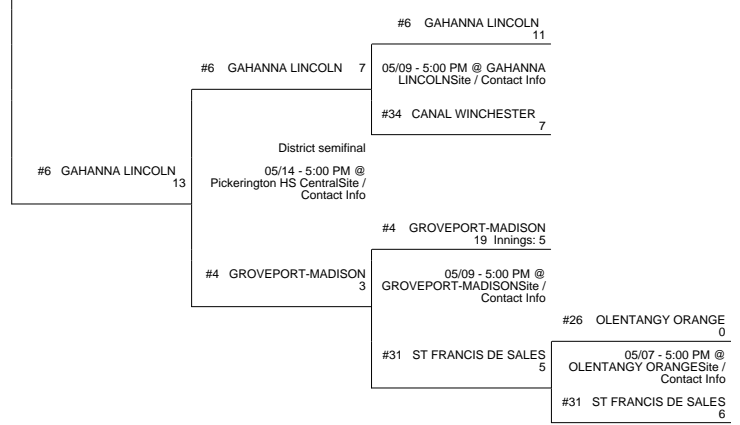 #6 GAHANNA LINCOLN
11
#6 GAHANNA LINCOLN 7
05/09 - 5:00 PM @ GAHANNA
LINCOLNSite / Contact Info
#34 CANAL WINCHESTER
7
District semifinal
#6 GAHANNA LINCOLN
13
05/14 - 5:00 PM @
Pickerington HS CentralSite /
Contact Info
#4 GROVEPORT-MADISON
19 Innings: 5
#4 GROVEPORT-MADISON
3
05/09 - 5:00 PM @
GROVEPORT-MADISONSite /
Contact Info
#26 OLENTANGY ORANGE
0
#31 ST FRANCIS DE SALES
5
05/07 - 5:00 PM @
OLENTANGY ORANGESite /
Contact Info
#31 ST FRANCIS DE SALES
6